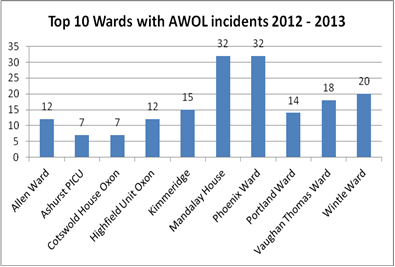 Top 10 Wards with AWOL incidents 2012 - 2013
35
30
25
20
15
10
5
0
12
7
7
12
15
32
32
14
18
20
Allen Ward
Ashurst PICU
Cotswold House Oxon
Highfield Unit Oxon
Kimmeridge
Mandalay House
Phoenix Ward
Portland Ward
Vaughan Thomas Ward
Wintle Ward